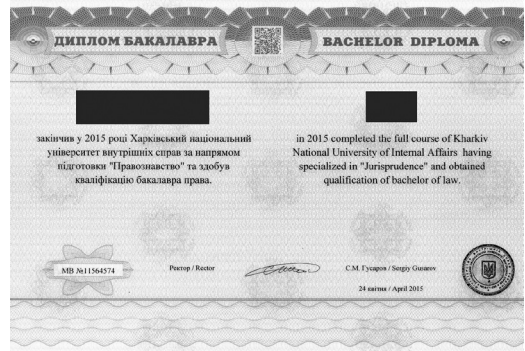 ДИПЛОМ БАКАЛАВРА
BACHELOR DIPLOMA
закінчив у 2015 році Харківський національний
університет внутрішніх справ за напрямом
підготовки "Правознавство" та здобув
кваліфікацію бакалавра права.
in 2015 completed the full course of Kharkiv
National University of Internal Affairs having
specialized in "Jurisprudence" and obtained
qualification of bachelor of law.
МВ №11564574
Ректор / Rector
С.М. Гусаров / Sergiy Gusarov
24 квітня / April 2015